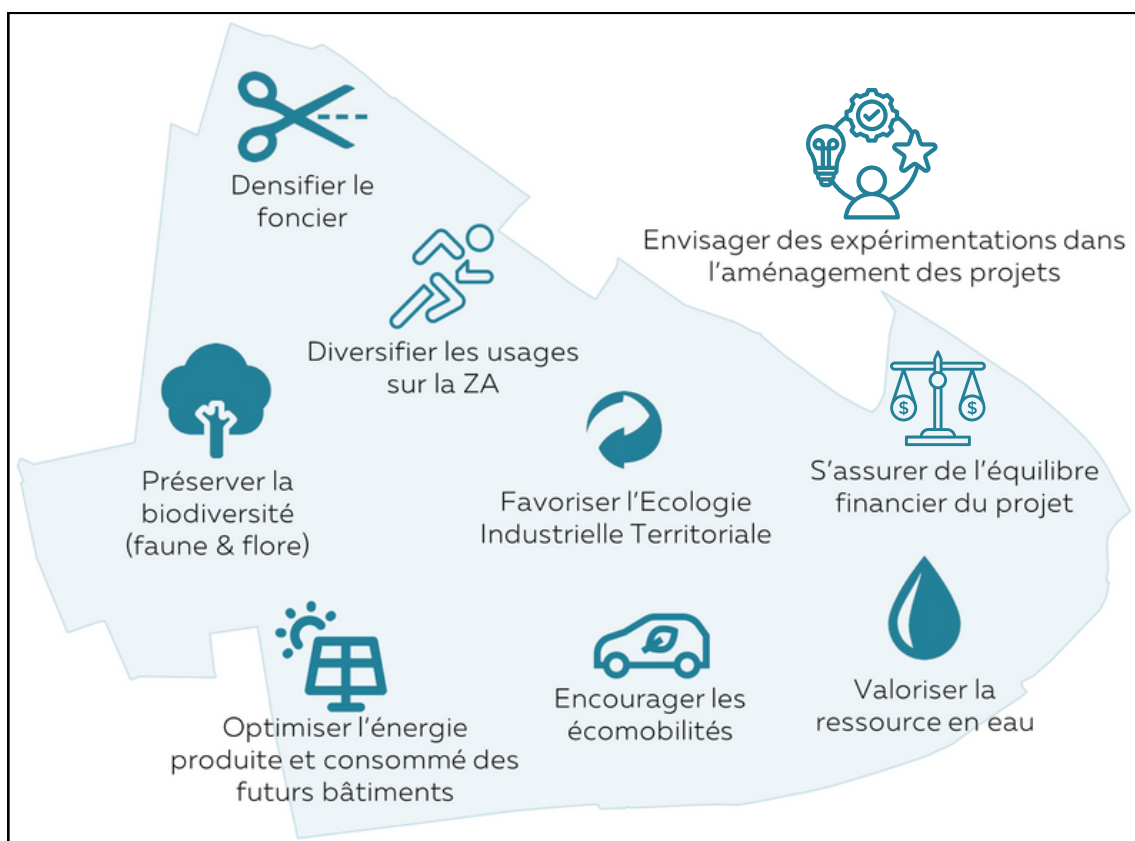 Densifier le
foncier
Envisager des expérimentations dans
l'aménagement des projets
Diversifier les usages
sur la ZA
Préserver la
biodiversité
(faune & flore)
Favoriser l'Ecologie
Industrielle Territoriale
$ $
S'assurer de l'équilibre
financier du projet
Optimiser l'énergie
produite et consommé des
futurs bâtiments
Encourager les
écomobilités
Valoriser la
ressource en eau